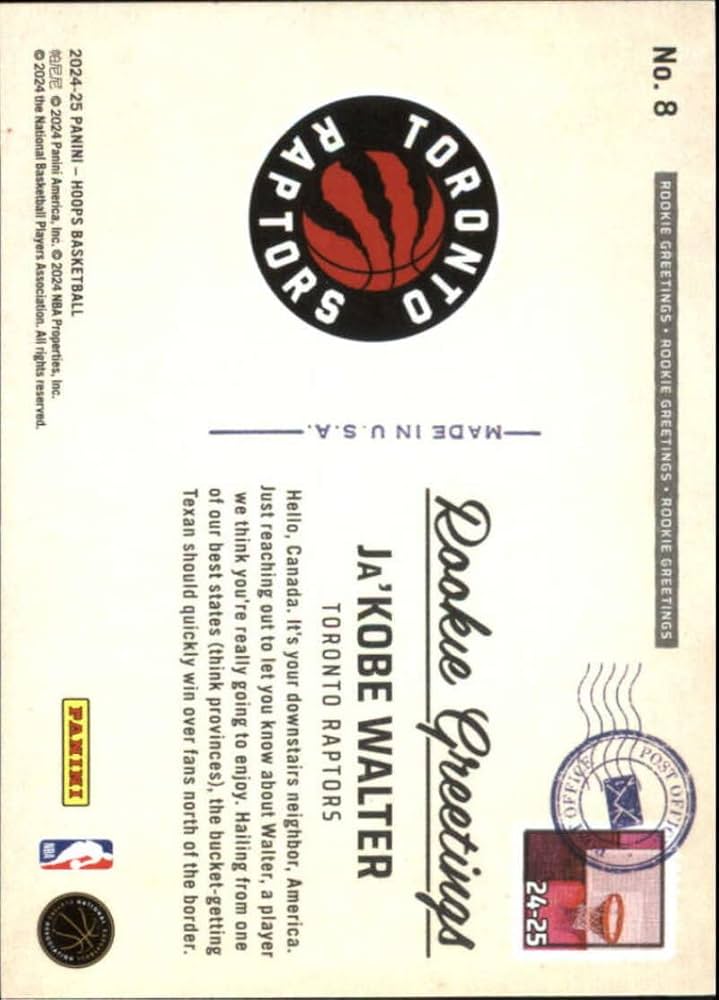 No. 8
ROOKIE GREETINGS • ROOKIE GREETINGS • ROOKIE GREETINGS
POST OFFICE
24-25
TORONTO
RAPTORS
MADE IN U.S.A.
Rookie Greetings
JA'KOBE WALTER
TORONTO RAPTORS
Hello, Canada. It's your downstairs neighbor, America.
Just reaching out to let you know about Walter, a player
we think you're really going to enjoy. Hailing from one
of our best states (think provinces), the bucket-getting
Texan should quickly win over fans north of the border.
2024-25 PANINI – HOOPS BASKETBALL
帕尼尼 © 2024 Panini America, Inc. © 2024 NBA Properties, Inc.
© 2024 the National Basketball Players Association. All rights reserved.
PANINI
NBA